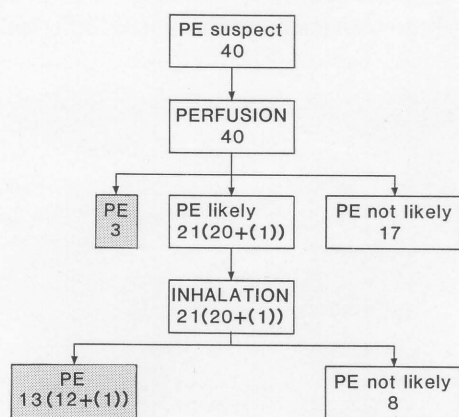 PE suspect
40
PERFUSION
40
PE
3
PE likely
21(20+(1))
PE not likely
17
INHALATION
21(20+(1))
PE
13(12+(1))
PE not likely
8